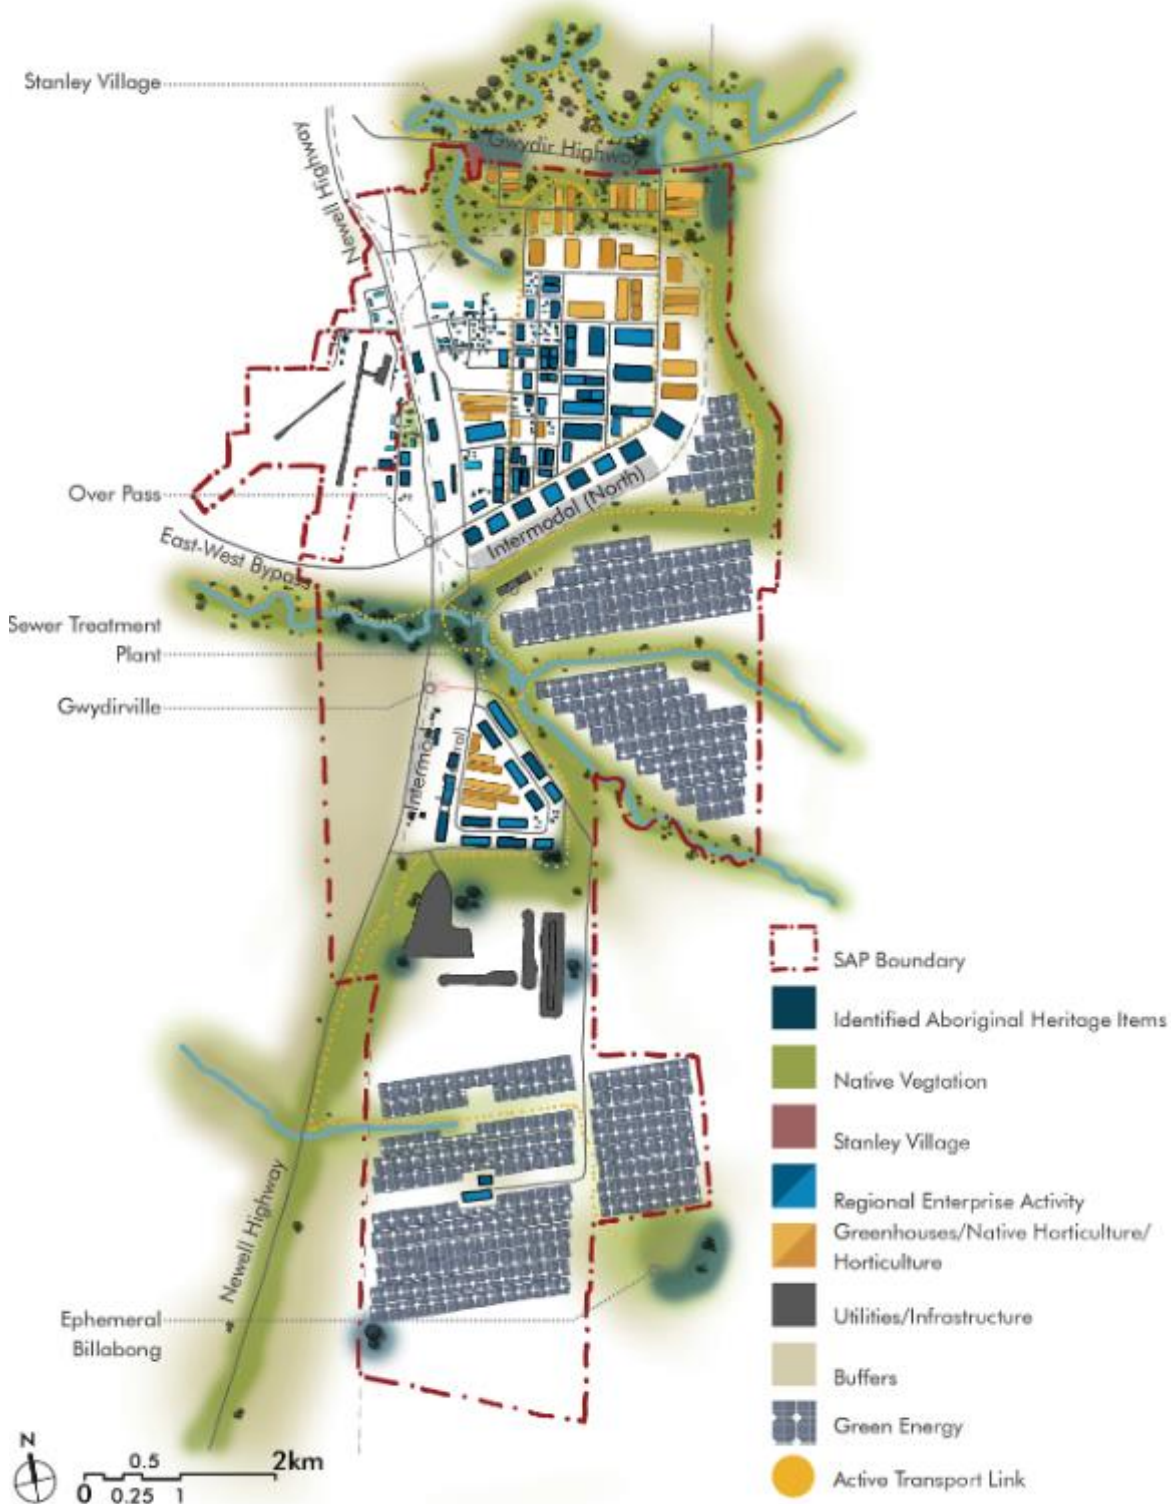 Stanley Village
Gwydir Highway
Newell Highway
Over Pass
Intermodal (North)
East-West Bypass
Sewer Treatment
Plant
Gwydirville
SAP Boundary
Identified Aboriginal Heritage Items
Native Vegtation
Stanley Village
Regional Enterprise Activity
Greenhouses/Native Horticulture/
Horticulture
Utilities/Infrastructure
Buffers
Green Energy
Active Transport Link
Newell Highway
Ephemeral
Billabong
N
0.5
2km
0 0.25 1